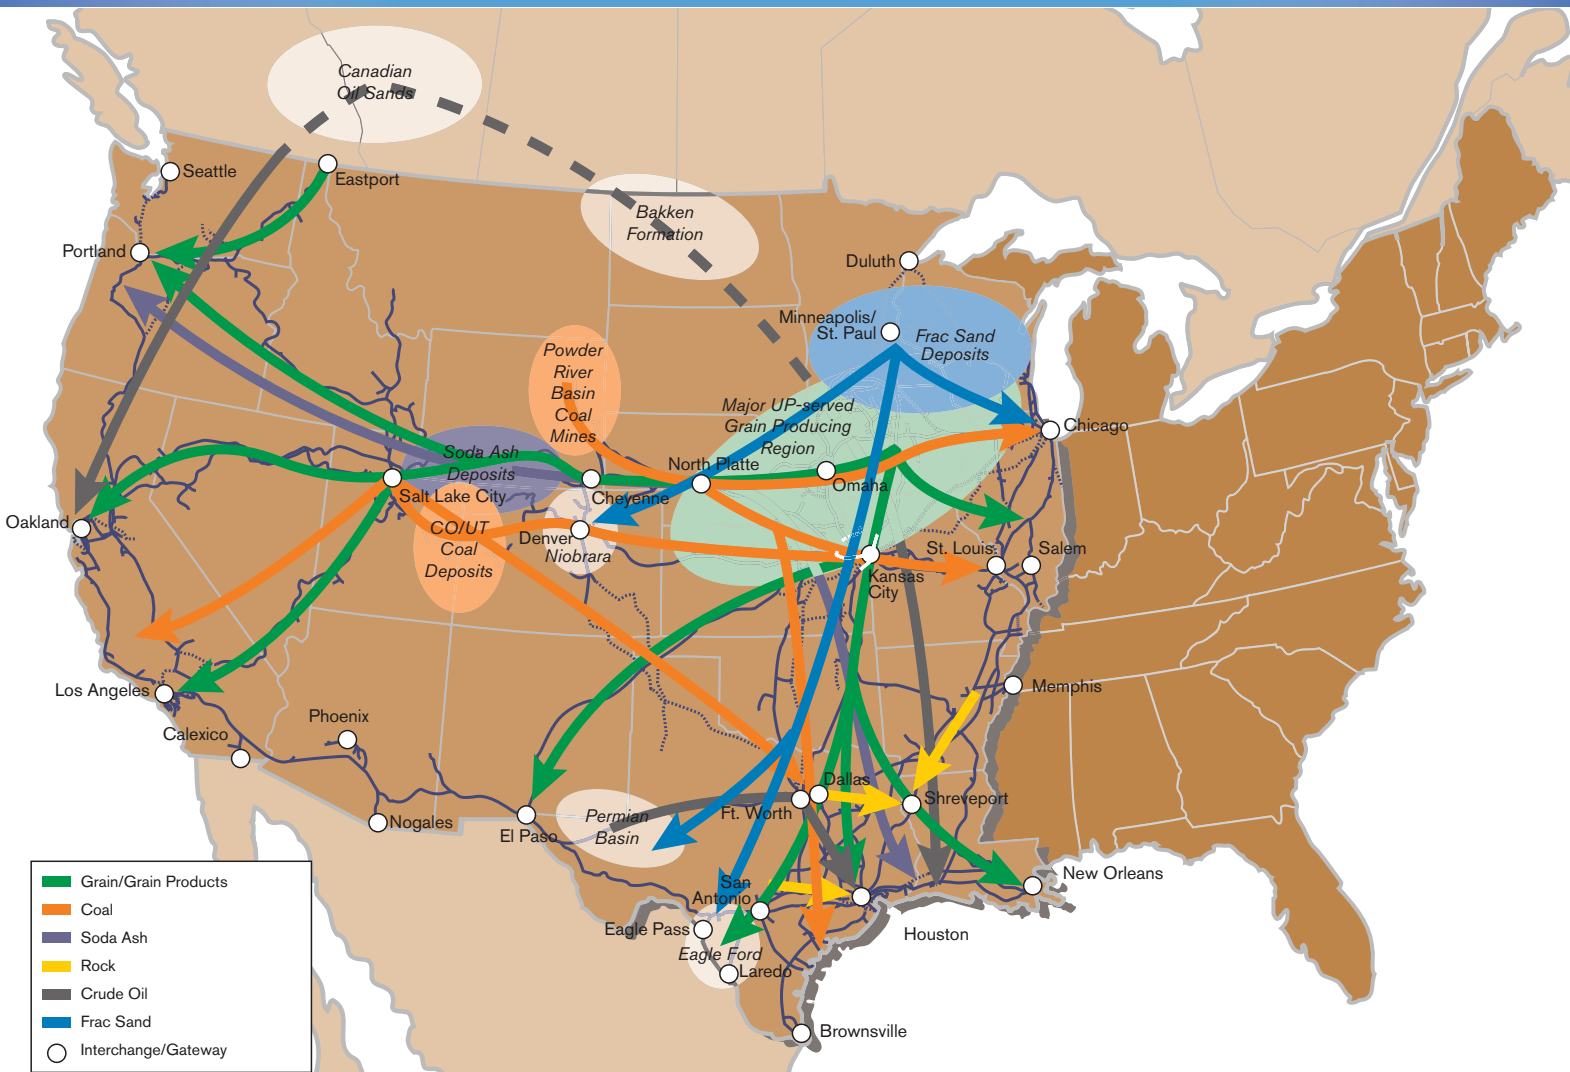 Canadian
Oil Sands
Seattle
Eastport
Bakken
Formation
Portland
Duluth
Minneapolis/
St. Paul
Frac Sand
Deposits
Powder
River
Basin
Coal
Mines
Major UP-served
Grain Producing
Region
Chicago
Soda Ash
Deposits
North Platte
Omaha
Salt Lake City
Cheyenne
Oakland
CO/UT
Coal
Deposits
Denver
Niobrara
St. Louis
Salem
Kansas
City
Los Angeles
Memphis
Phoenix
Calexico
Dallas
Shreveport
Ft. Worth
Permian
Basin
Nogales
El Paso
New Orleans
San
Antonio
Houston
Eagle Pass
Eagle Ford
Laredo
Brownsville
Grain/Grain Products
Coal
Soda Ash
Rock
Crude Oil
Frac Sand
Interchange/Gateway